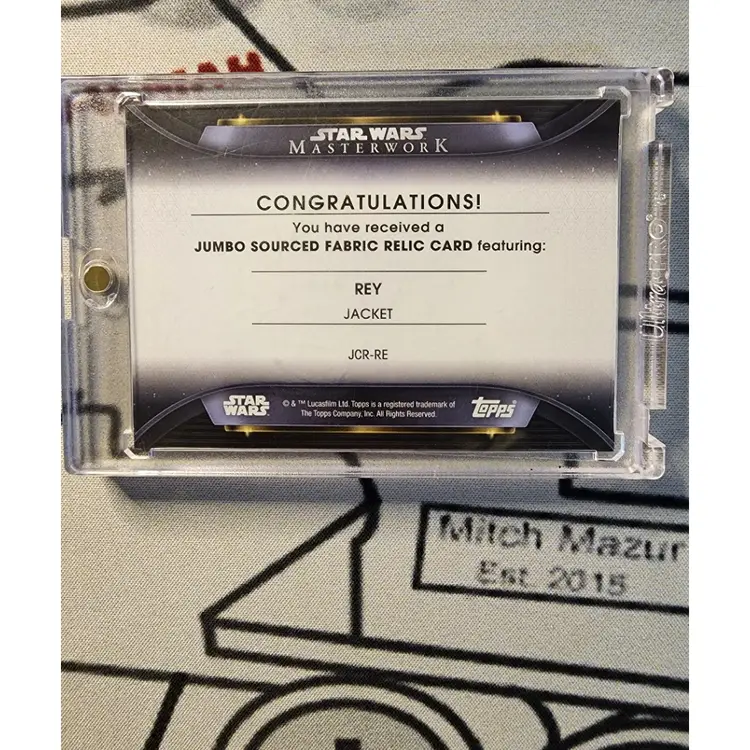 STAR WARS
MASTERWORK
CONGRATULATIONS!
You have received a
JUMBO SOURCED FABRIC RELIC CARD featuring:
REY
JACKET
JCR-RE
STAR
WARS
© & ™ Lucasfilm Ltd. Topps is a registered trademark of
The Topps Company, Inc. All Rights Reserved.
Topps®
Ultra PRO®
Mitch Mazur
Est. 2015